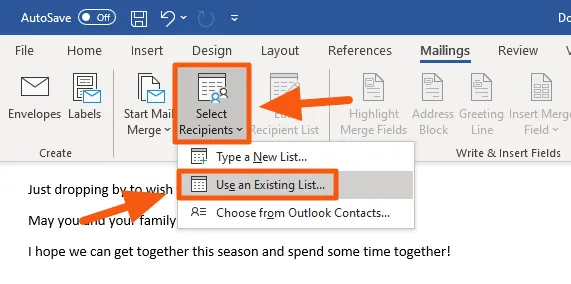 AutoSave Off Do
File Home Insert Design Layout References Mailings Review
Envelopes Labels Start Mail Merge Select Recipients Recipient List Highlight Merge Fields Address Block Greeting Line Insert Merge Field
Create Write & Insert Fields
Type a New List...
Use an Existing List...
Choose from Outlook Contacts...
Just dropping by to wish
May you and your family
I hope we can get together this season and spend some time together!